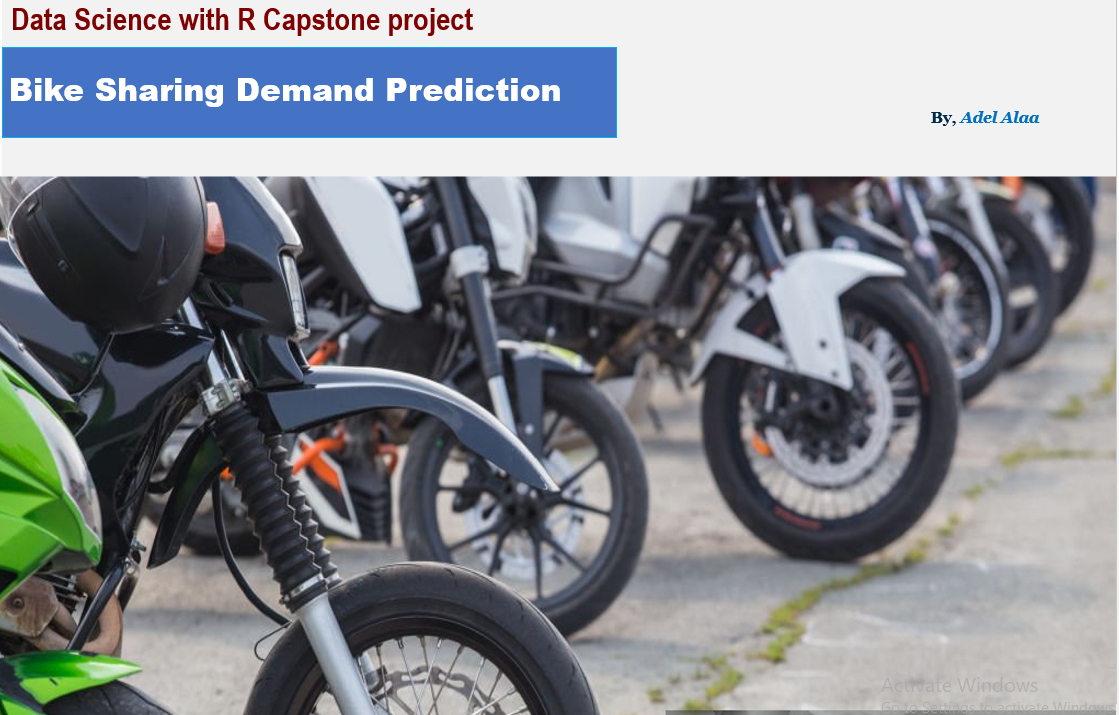 Data Science with R Capstone project
Bike Sharing Demand Prediction
By, Adel Alaa
Activate Windows
Go to Settings to activate Windows